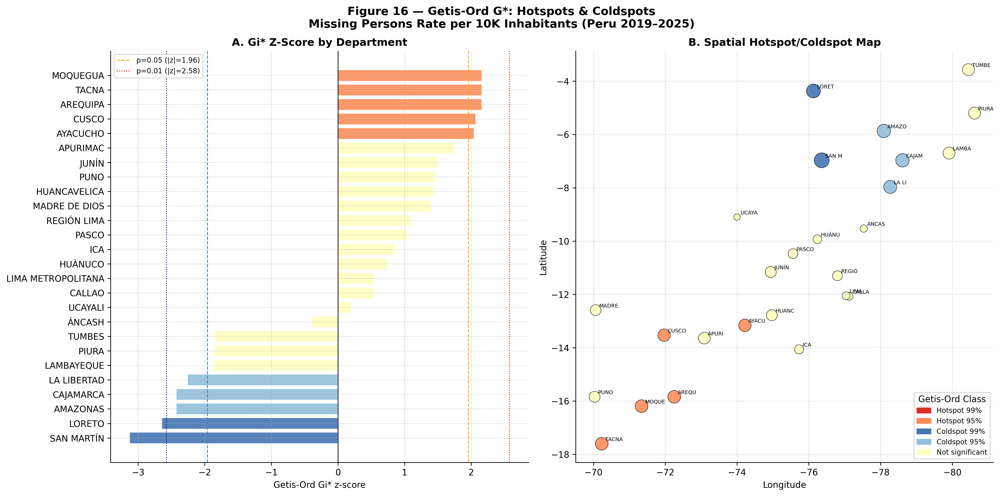 Figure 16 — Getis-Ord G*: Hotspots & Coldspots
Missing Persons Rate per 10K Inhabitants (Peru 2019–2025)
A. Gi* Z-Score by Department
p=0.05 (|z|=1.96)
p=0.01 (|z|=2.58)
MOQUEGUA
TACNA
AREQUIPA
CUSCO
AYACUCHO
APURIMAC
JUNÍN
PUNO
HUANCAVELICA
MADRE DE DIOS
REGIÓN LIMA
PASCO
ICA
HUÁNUCO
LIMA METROPOLITANA
CALLAO
UCAYALI
ÁNCASH
TUMBES
PIURA
LAMBAYEQUE
LA LIBERTAD
CAJAMARCA
AMAZONAS
LORETO
SAN MARTÍN
−3 −2 −1 0 1 2
Getis-Ord Gi* z-score
B. Spatial Hotspot/Coldspot Map
Latitude
−4
−6
−8
−10
−12
−14
−16
−18
TUMBE
LORET
PIURA
AMAZO
LAMBA
SAN M
CAJAM
LA LI
UCAYA
ÁNCAS
HUÁNU
PASCO
JUNÍN
REGIÓ
LIMA
CALLA
MADRE
HUANC
AYACU
CUSCO
APURI
ICA
PUNO
AREQU
MOQUE
TACNA
Getis-Ord Class
Hotspot 99%
Hotspot 95%
Coldspot 99%
Coldspot 95%
Not significant
−70 −72 −74 −76 −78 −80
Longitude